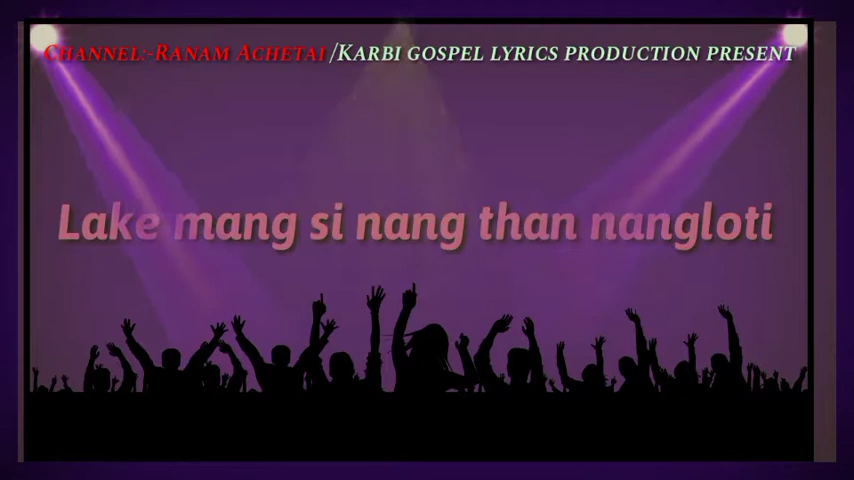 CHANNEL:-RANAM ACHETAI /KARBI GOSPEL LYRICS PRODUCTION PRESENT
Lake mang si nang than nangloti